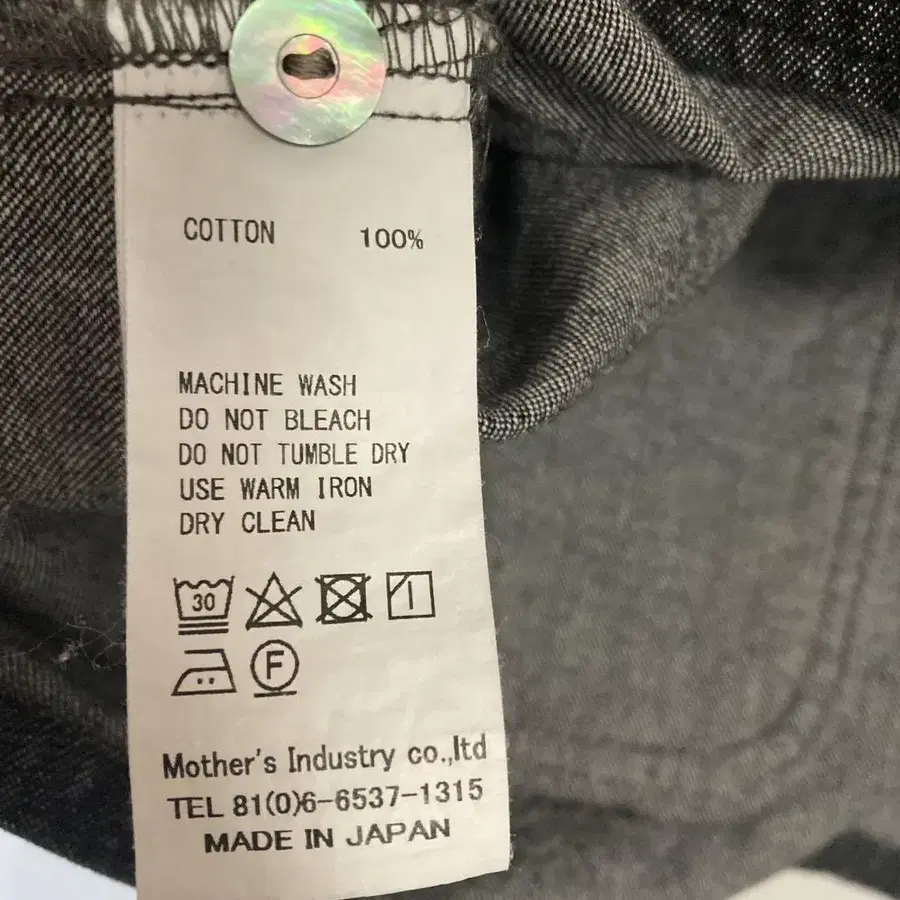 COTTON 100%
MACHINE WASH
DO NOT BLEACH
DO NOT TUMBLE DRY
USE WARM IRON
DRY CLEAN
30
F
Mother's Industry co.,ltd
TEL 81(0)6-6537-1315
MADE IN JAPAN